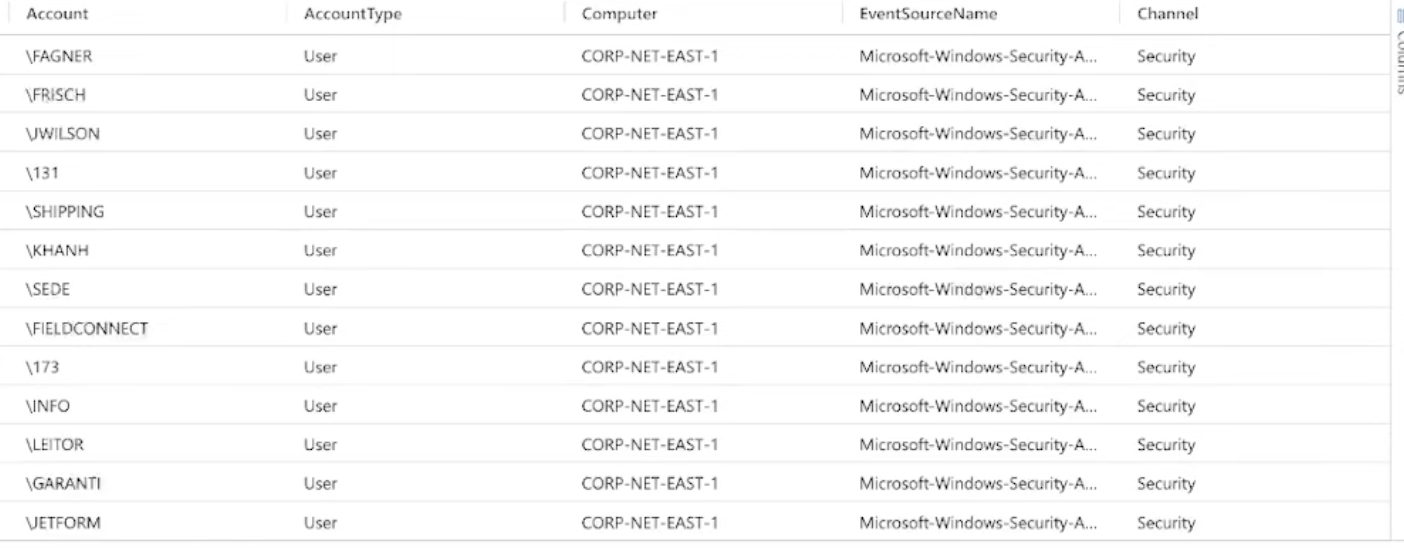 Account AccountType Computer EventSourceName Channel
\FAGNER User CORP-NET-EAST-1 Microsoft-Windows-Security-A... Security
\FRISCH User CORP-NET-EAST-1 Microsoft-Windows-Security-A... Security
\JWILSON User CORP-NET-EAST-1 Microsoft-Windows-Security-A... Security
\131 User CORP-NET-EAST-1 Microsoft-Windows-Security-A... Security
\SHIPPING User CORP-NET-EAST-1 Microsoft-Windows-Security-A... Security
\KHANH User CORP-NET-EAST-1 Microsoft-Windows-Security-A... Security
\SEDE User CORP-NET-EAST-1 Microsoft-Windows-Security-A... Security
\FIELDCONNECT User CORP-NET-EAST-1 Microsoft-Windows-Security-A... Security
\173 User CORP-NET-EAST-1 Microsoft-Windows-Security-A... Security
\INFO User CORP-NET-EAST-1 Microsoft-Windows-Security-A... Security
\LEITOR User CORP-NET-EAST-1 Microsoft-Windows-Security-A... Security
\GARANTI User CORP-NET-EAST-1 Microsoft-Windows-Security-A... Security
\JETFORM User CORP-NET-EAST-1 Microsoft-Windows-Security-A... Security
Columns